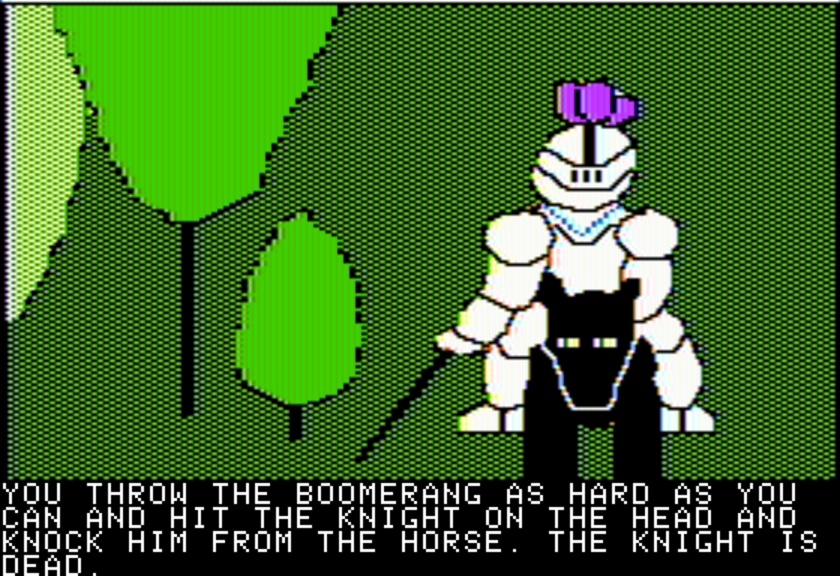 YOU THROW THE BOOMERANG AS HARD AS YOU
CAN AND HIT THE KNIGHT ON THE HEAD AND
KNOCK HIM FROM THE HORSE. THE KNIGHT IS
DEAD.